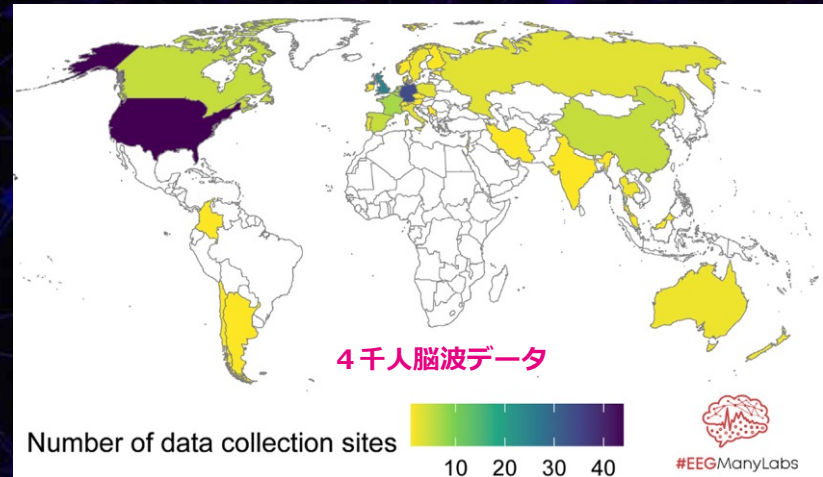 ４千人脳波データ
Number of data collection sites
10 20 30 40
#EEGManyLabs